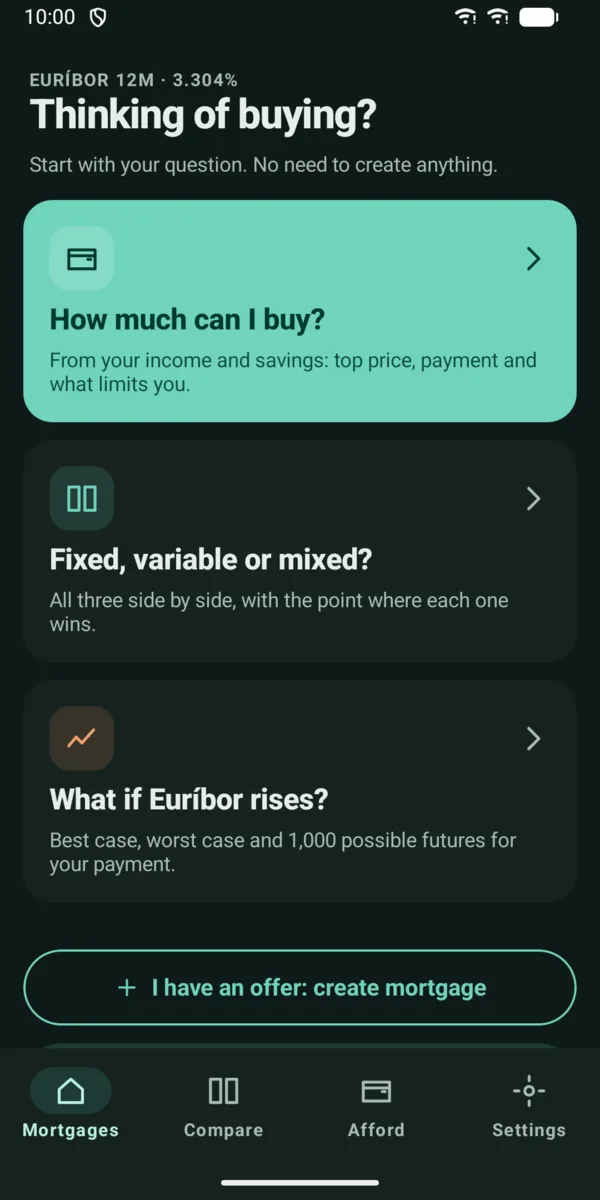 10:00
EURÍBOR 12M · 3.304%
Thinking of buying?
Start with your question. No need to create anything.
How much can I buy?
From your income and savings: top price, payment and
what limits you.
Fixed, variable or mixed?
All three side by side, with the point where each one
wins.
What if Euríbor rises?
Best case, worst case and 1,000 possible futures for
your payment.
+ I have an offer: create mortgage
Mortgages
Compare
Afford
Settings